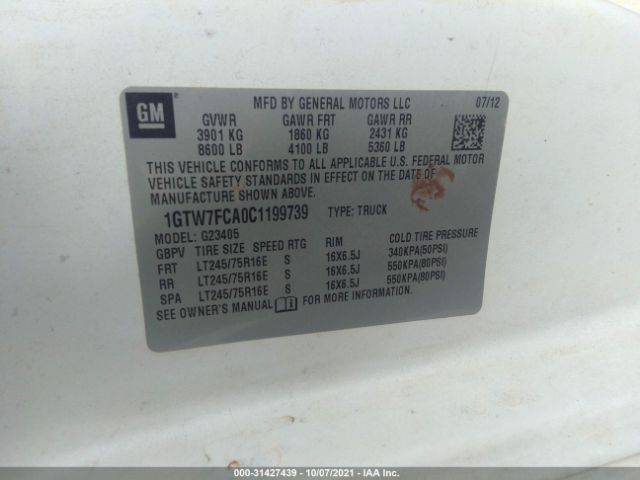 GM
MFD BY GENERAL MOTORS LLC 07/12
GVWR GAWR FRT GAWR RR
3901 KG 1860 KG 2431 KG
8600 LB 4100 LB 5360 LB
THIS VEHICLE CONFORMS TO ALL APPLICABLE U.S. FEDERAL MOTOR
VEHICLE SAFETY STANDARDS IN EFFECT ON THE DATE OF
MANUFACTURE SHOWN ABOVE.
1GTW7FCA0C1199739 TYPE: TRUCK
MODEL: G23405
GBPV TIRE SIZE SPEED RTG RIM COLD TIRE PRESSURE
FRT LT245/75R16E S 16X6.5J 340KPA(50PSI)
RR LT245/75R16E S 16X6.5J 550KPA(80PSI)
SPA LT245/75R16E S 16X6.5J 550KPA(80PSI)
SEE OWNER'S MANUAL FOR MORE INFORMATION.
000-31427439 - 10/07/2021 - IAA Inc.